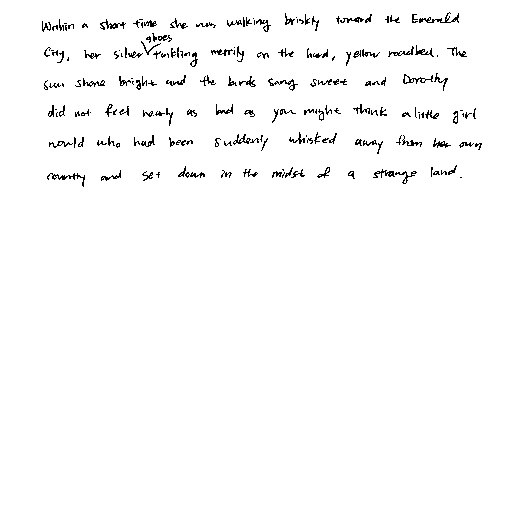 Within a short time she was walking briskly toward the Emerald
City, her silver shoes twinkling merrily on the hard, yellow roadbed. The
sun shone bright and the birds sang sweet and Dorothy
did not feel nearly as bad as you might think a little girl
would who had been suddenly whisked away from her own
country and set down in the midst of a strange land.